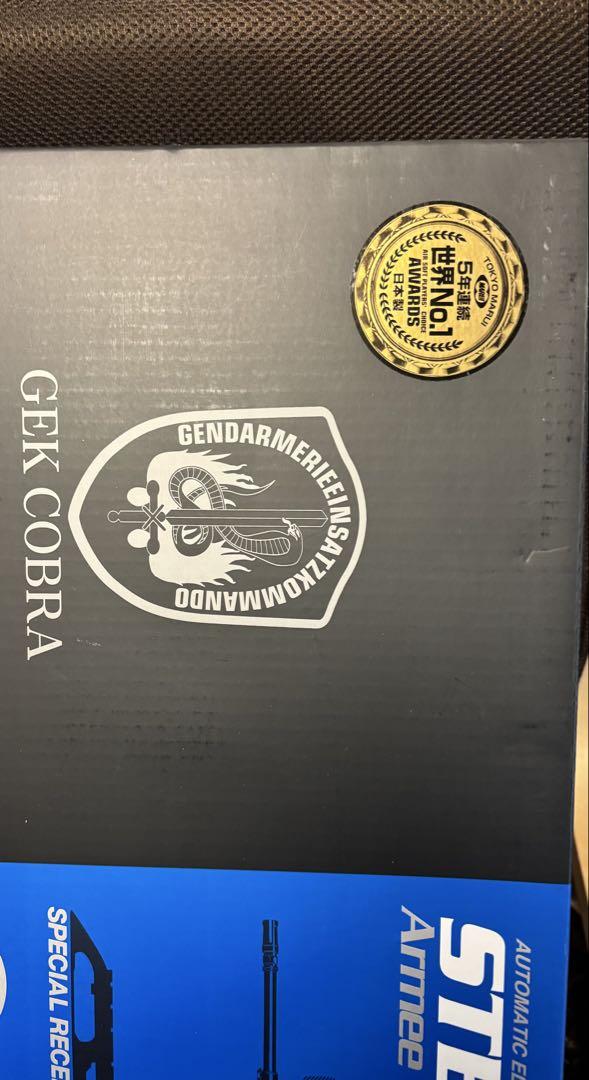 TOKYO MARUI
5年連続
世界No.1
AIR SOFT PLAYERS' CHOICE
AWARDS
日本製
GENDARMERIEEINSATZKOMMANDO
GEK COBRA
AUTOMATIC EL
STE
Armee
SPECIAL RECE